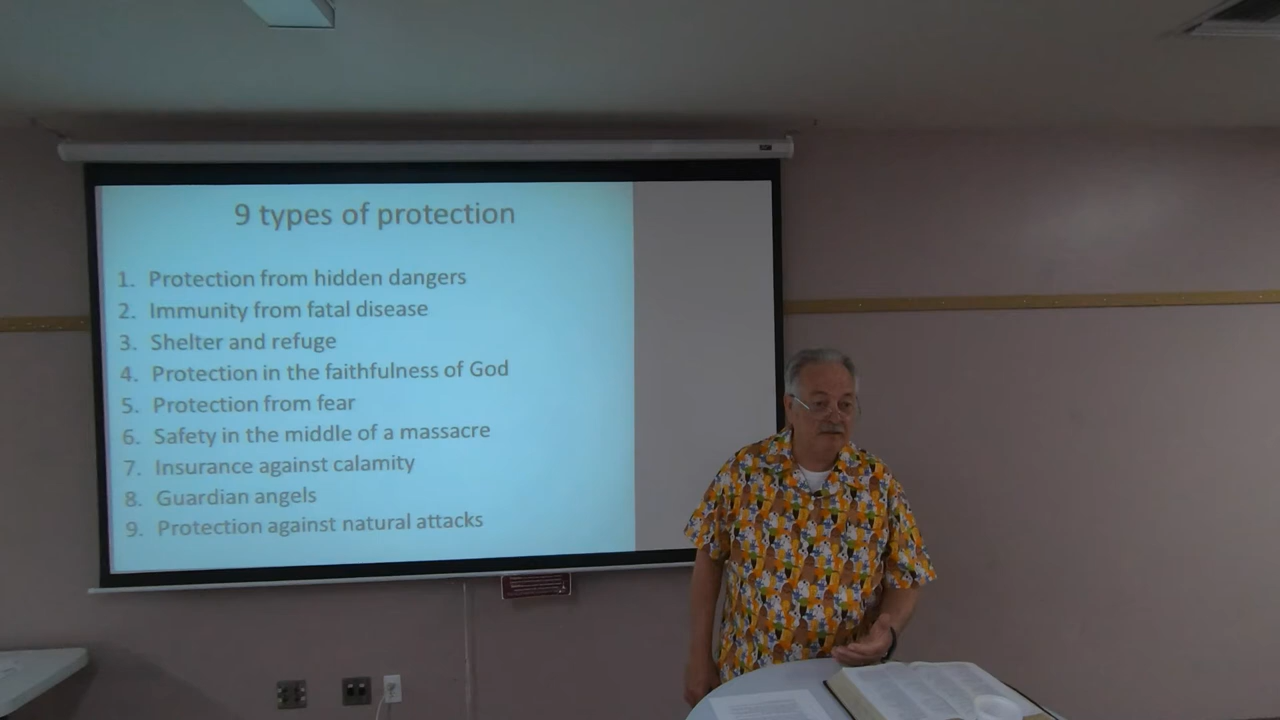 9 types of protection
1. Protection from hidden dangers
2. Immunity from fatal disease
3. Shelter and refuge
4. Protection in the faithfulness of God
5. Protection from fear
6. Safety in the middle of a massacre
7. Insurance against calamity
8. Guardian angels
9. Protection against natural attacks